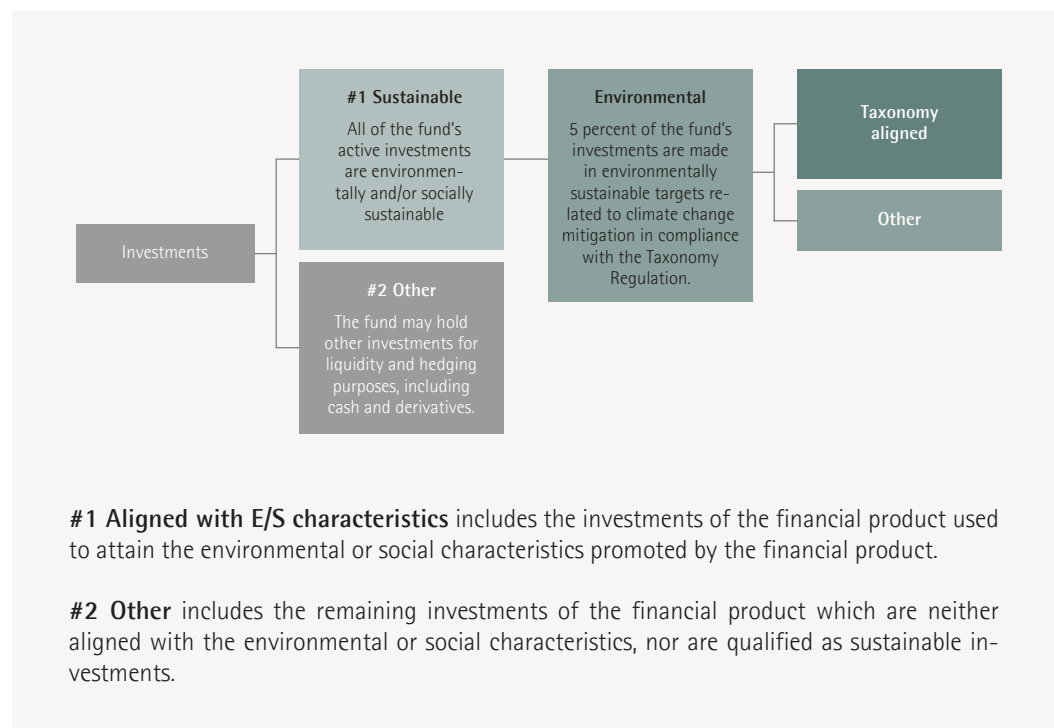 #1 Sustainable
All of the fund's
active investments
are environmen-
tally and/or socially
sustainable
Environmental
5 percent of the fund's
investments are made
in environmentally
sustainable targets re-
lated to climate change
mitigation in compliance
with the Taxonomy
Regulation.
Taxonomy
aligned
Other
Investments
#2 Other
The fund may hold
other investments for
liquidity and hedging
purposes, including
cash and derivatives.
#1 Aligned with E/S characteristics includes the investments of the financial product used
to attain the environmental or social characteristics promoted by the financial product.
#2 Other includes the remaining investments of the financial product which are neither
aligned with the environmental or social characteristics, nor are qualified as sustainable in-
vestments.